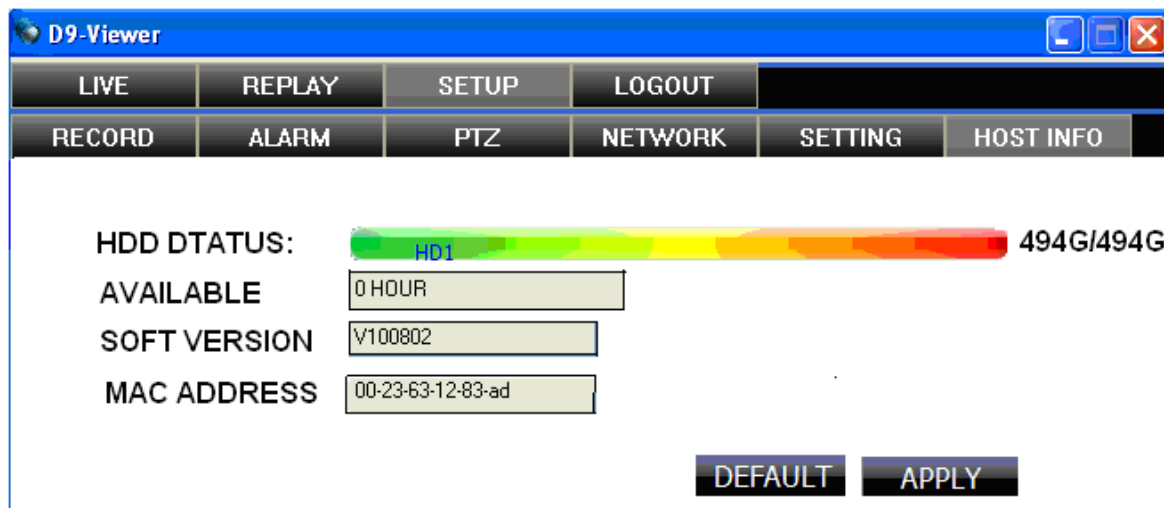 D9-Viewer
LIVE REPLAY SETUP LOGOUT
RECORD ALARM PTZ NETWORK SETTING HOST INFO
HDD DTATUS: HD1 494G/494G
AVAILABLE 0 HOUR
SOFT VERSION V100802
MAC ADDRESS 00-23-63-12-83-ad
DEFAULT APPLY